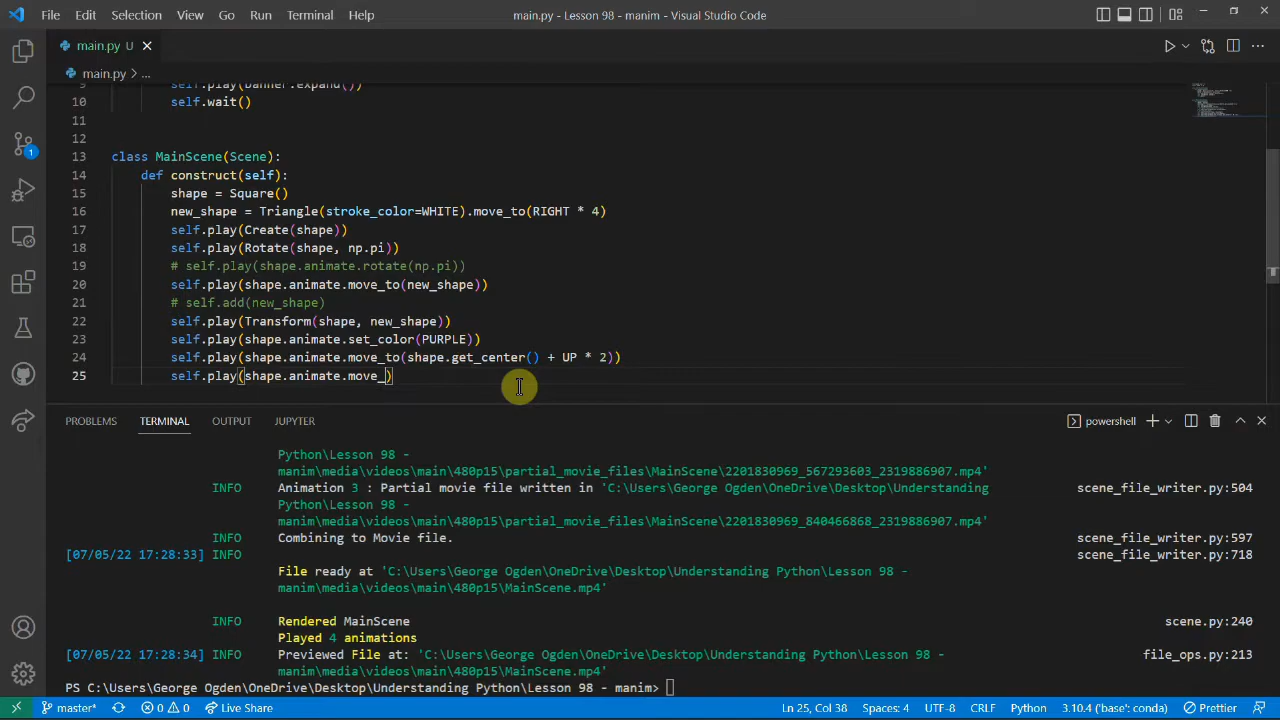 File Edit Selection View Go Run Terminal Help main.py - Lesson 98 - manim - Visual Studio Code
main.py U
main.py > ...
9 self.play(banner.expand())
10 self.wait()
11
12
13 class MainScene(Scene):
14 def construct(self):
15 shape = Square()
16 new_shape = Triangle(stroke_color=WHITE).move_to(RIGHT * 4)
17 self.play(Create(shape))
18 self.play(Rotate(shape, np.pi))
19 # self.play(shape.animate.rotate(np.pi))
20 self.play(shape.animate.move_to(new_shape))
21 # self.add(new_shape)
22 self.play(Transform(shape, new_shape))
23 self.play(shape.animate.set_color(PURPLE))
24 self.play(shape.animate.move_to(shape.get_center() + UP * 2))
25 self.play(shape.animate.move_)
PROBLEMS TERMINAL OUTPUT JUPYTER powershell
Python\Lesson 98 -
manim\media\videos\main\480p15\partial_movie_files\MainScene\2201830969_567293603_2319886907.mp4'
INFO Animation 3 : Partial movie file written in 'C:\Users\George Ogden\OneDrive\Desktop\Understanding scene_file_writer.py:504
Python\Lesson 98 -
manim\media\videos\main\480p15\partial_movie_files\MainScene\2201830969_840466868_2319886907.mp4'
INFO Combining to Movie file. scene_file_writer.py:597
[07/05/22 17:28:33] INFO scene_file_writer.py:718
File ready at 'C:\Users\George Ogden\OneDrive\Desktop\Understanding Python\Lesson 98 -
manim\media\videos\main\480p15\MainScene.mp4'
INFO Rendered MainScene scene.py:240
Played 4 animations
[07/05/22 17:28:34] INFO Previewed File at: 'C:\Users\George Ogden\OneDrive\Desktop\Understanding Python\Lesson 98 - file_ops.py:213
manim\media\videos\main\480p15\MainScene.mp4'
PS C:\Users\George Ogden\OneDrive\Desktop\Understanding Python\Lesson 98 - manim>
1
master* 0 0 Live Share Ln 25, Col 38 Spaces: 4 UTF-8 CRLF Python 3.10.4 ('base': conda) Prettier